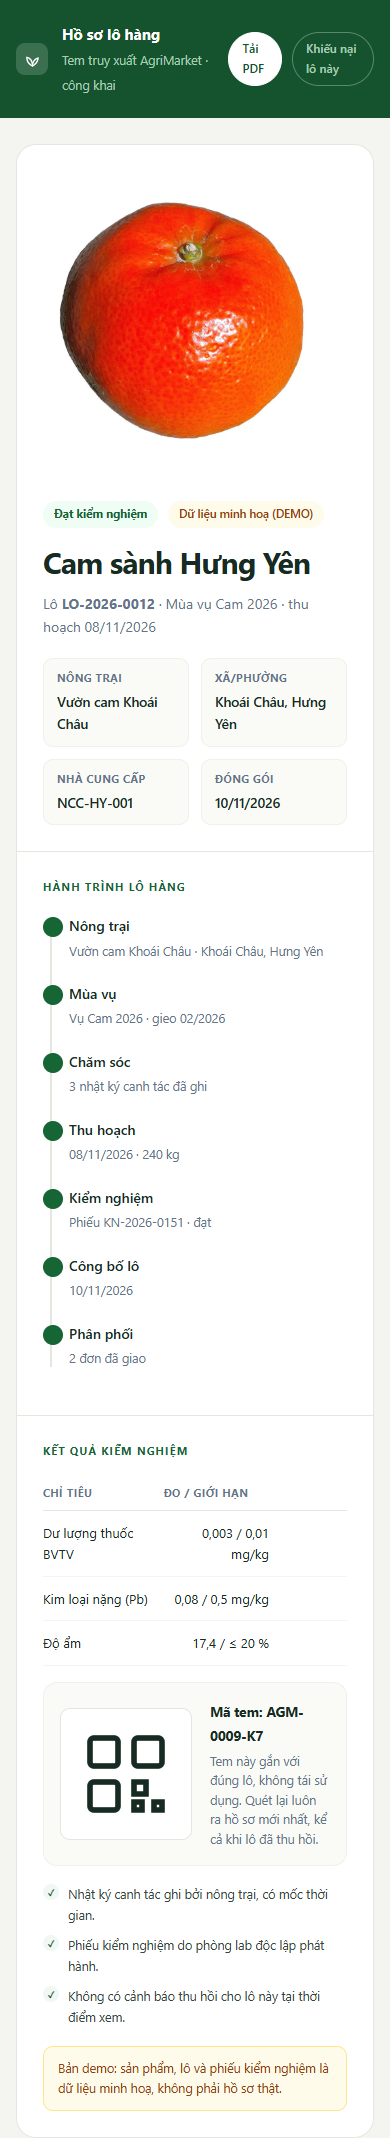 Hồ sơ lô hàng
Tem truy xuất AgriMarket ·
công khai
Tải
PDF
Khiếu nại
lô này
Đạt kiểm nghiệm
Dữ liệu minh hoạ (DEMO)
Cam sành Hưng Yên
Lô LO-2026-0012 · Mùa vụ Cam 2026 · thu
hoạch 08/11/2026
NÔNG TRẠI
Vườn cam Khoái
Châu
XÃ/PHƯỜNG
Khoái Châu, Hưng
Yên
NHÀ CUNG CẤP
NCC-HY-001
ĐÓNG GÓI
10/11/2026
HÀNH TRÌNH LÔ HÀNG
Nông trại
Vườn cam Khoái Châu · Khoái Châu, Hưng Yên
Mùa vụ
Vụ Cam 2026 · gieo 02/2026
Chăm sóc
3 nhật ký canh tác đã ghi
Thu hoạch
08/11/2026 · 240 kg
Kiểm nghiệm
Phiếu KN-2026-0151 · đạt
Công bố lô
10/11/2026
Phân phối
2 đơn đã giao
KẾT QUẢ KIỂM NGHIỆM
CHỈ TIÊU ĐO / GIỚI HẠN
Dư lượng thuốc 0,003 / 0,01
BVTV mg/kg
Kim loại nặng (Pb) 0,08 / 0,5 mg/kg
Độ ẩm 17,4 / ≤ 20 %
Mã tem: AGM-
0009-K7
Tem này gắn với
đúng lô, không tái sử
dụng. Quét lại luôn
ra hồ sơ mới nhất, kể
cả khi lô đã thu hồi.
✓ Nhật ký canh tác ghi bởi nông trại, có mốc thời
gian.
✓ Phiếu kiểm nghiệm do phòng lab độc lập phát
hành.
✓ Không có cảnh báo thu hồi cho lô này tại thời
điểm xem.
Bản demo: sản phẩm, lô và phiếu kiểm nghiệm là
dữ liệu minh hoạ, không phải hồ sơ thật.